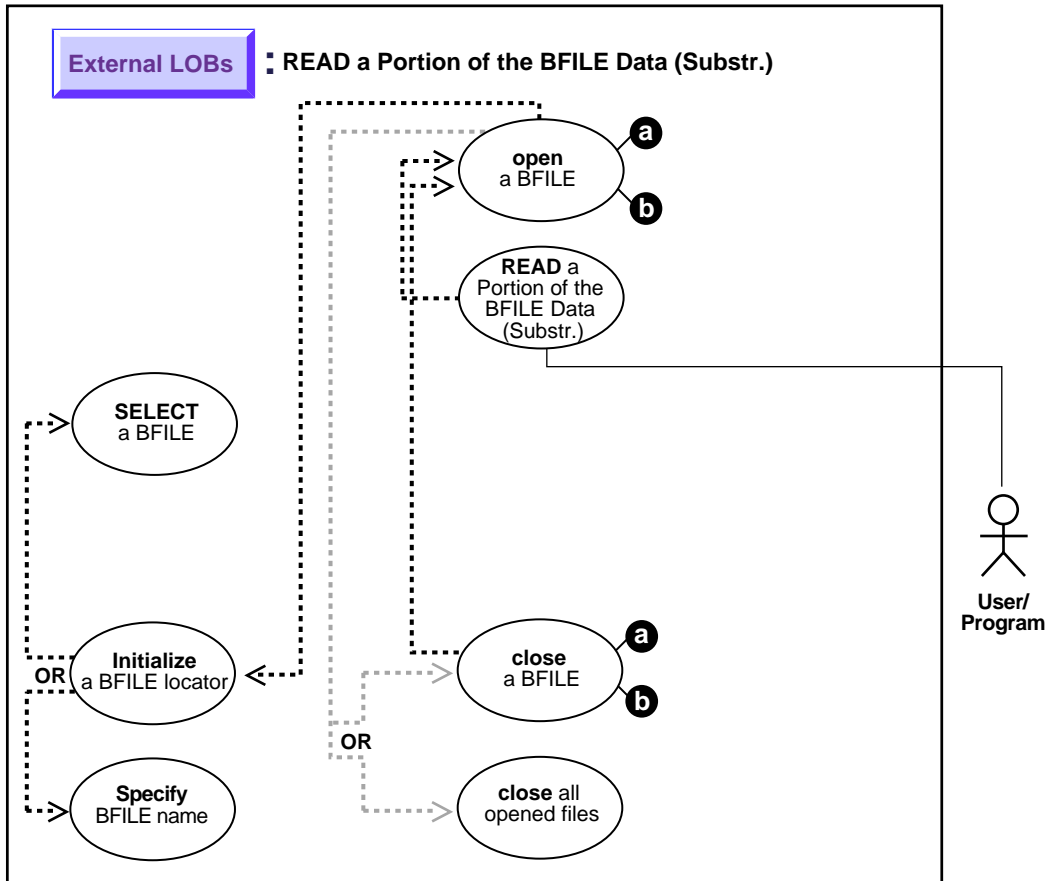 External LOBs : READ a Portion of the BFILE Data (Substr.)
open
a BFILE
a
b
READ a
Portion of the
BFILE Data
(Substr.)
SELECT
a BFILE
User/
Program
OR
Initialize
a BFILE locator
close
a BFILE
a
b
OR
Specify
BFILE name
close all
opened files